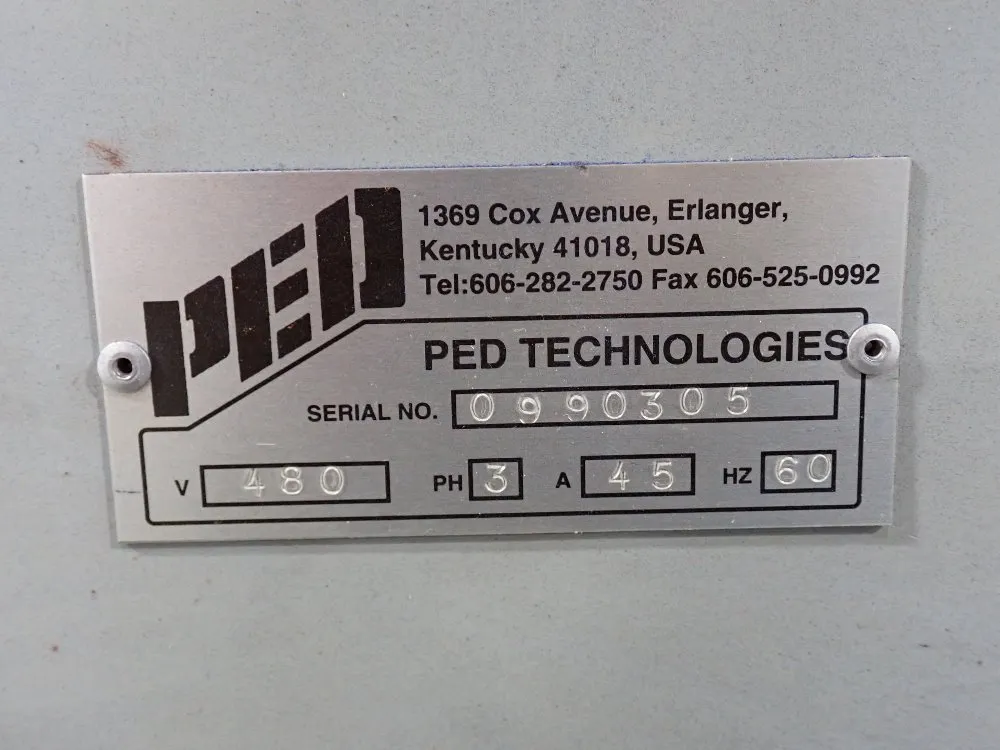 PED
1369 Cox Avenue, Erlanger,
Kentucky 41018, USA
Tel:606-282-2750 Fax 606-525-0992
PED TECHNOLOGIES
SERIAL NO. 0990305
V 480 PH 3 A 45 HZ 60